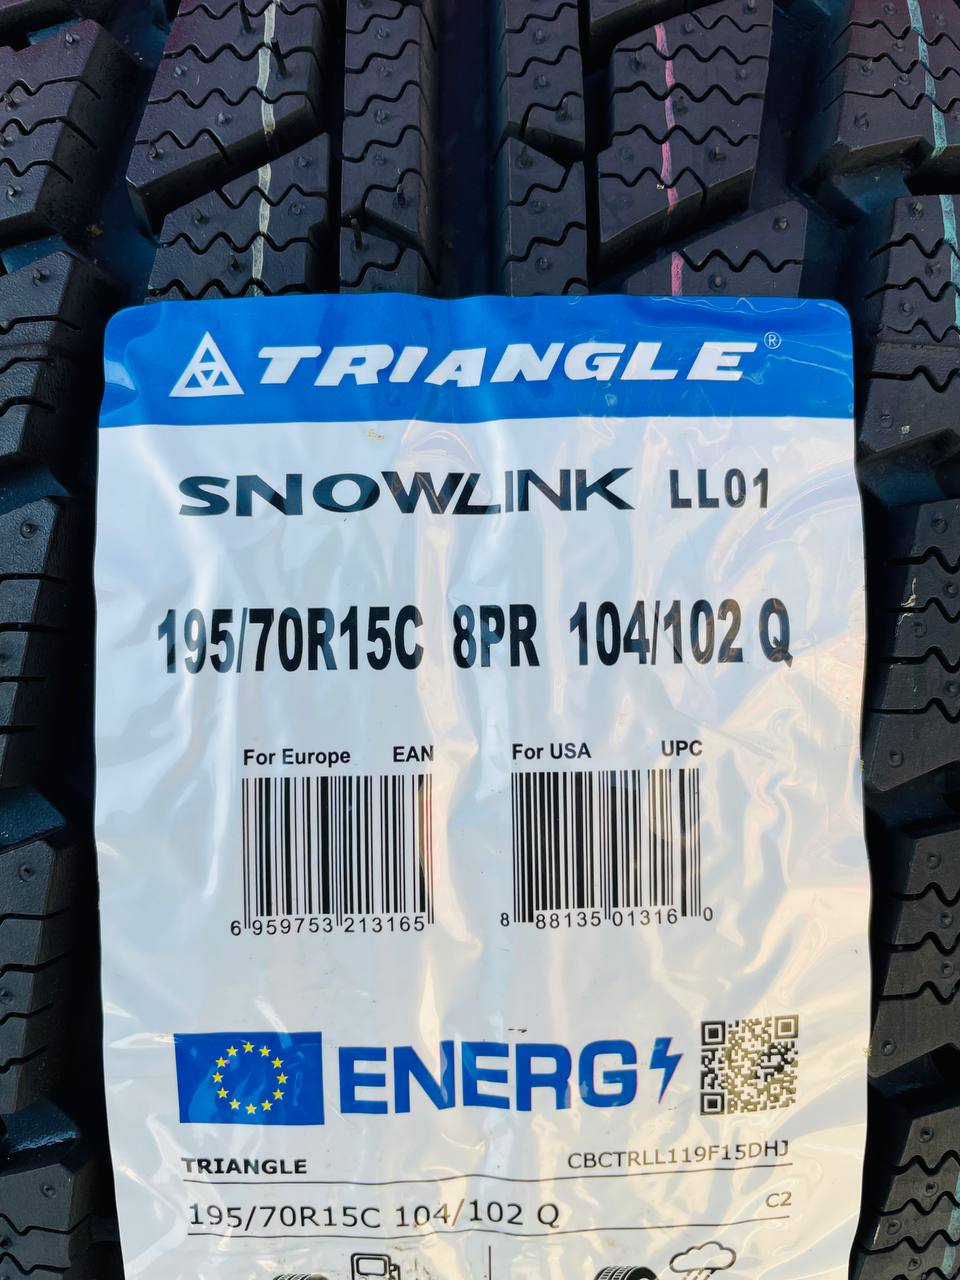 TRIANGLE®
SNOWLINK LL01
195/70R15C 8PR 104/102 Q
For Europe EAN For USA UPC
6 959753 213165 8 88135 01316 0
ENERG
TRIANGLE CBCTRLL119F15DHJ
195/70R15C 104/102 Q C2